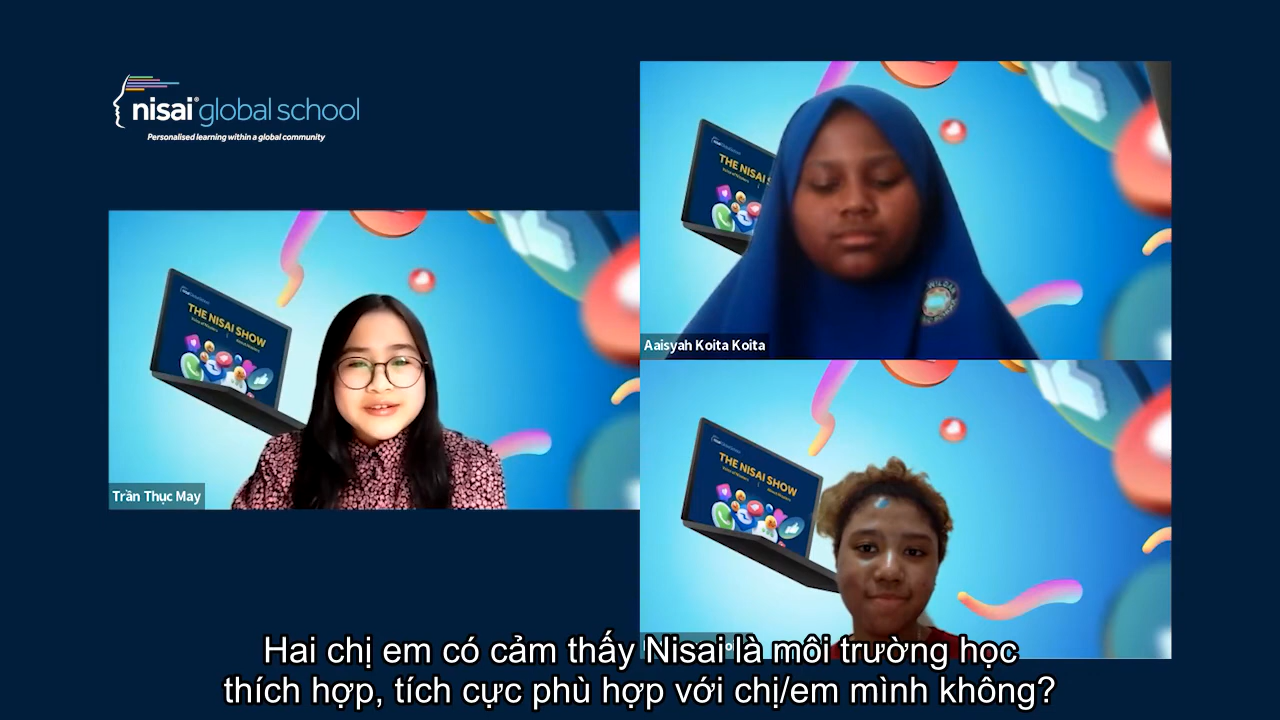 nisai global school
Personalised learning within a global community
THE NISAI S
Aaisyah Koita Koita
THE NISAI SHOW
Trần Thục May
THE NISAI SHOW
Hai chị em có cảm thấy Nisai là môi trường học
thích hợp, tích cực phù hợp với chị/em mình không?